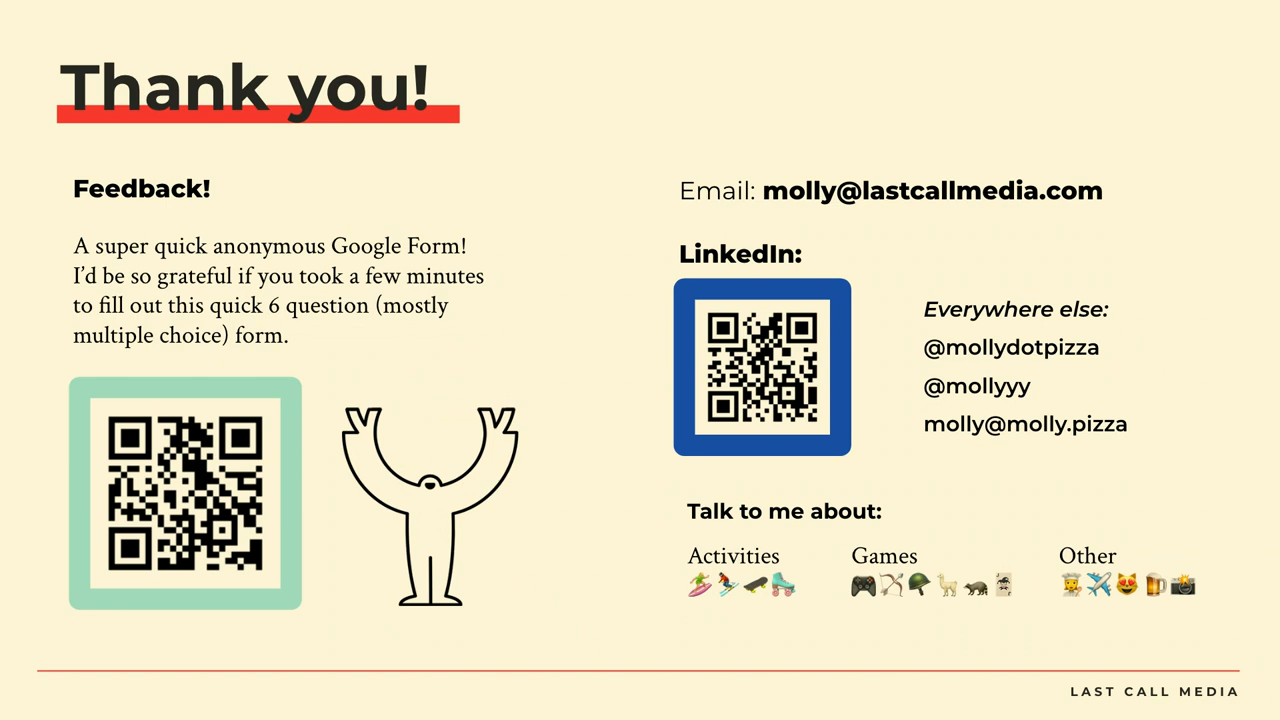 Thank you!
Feedback!
A super quick anonymous Google Form!
I'd be so grateful if you took a few minutes
to fill out this quick 6 question (mostly
multiple choice) form.
Email: molly@lastcallmedia.com
LinkedIn:
Everywhere else:
@mollydotpizza
@mollyyy
molly@molly.pizza
Talk to me about:
Activities
Games
Other
LAST CALL MEDIA